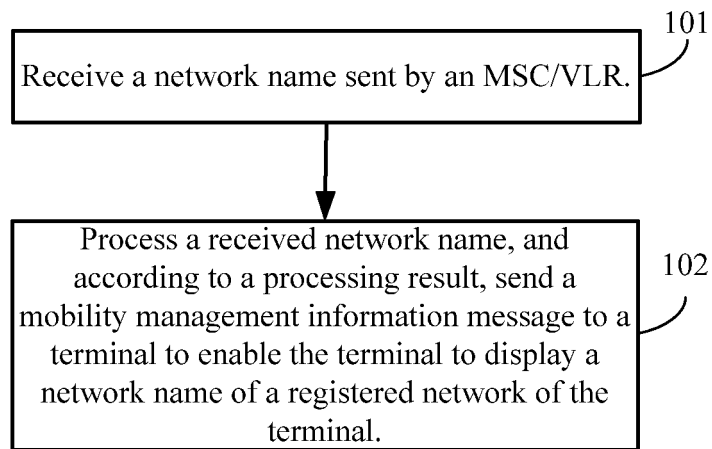 101
Receive a network name sent by an MSC/VLR.
Process a received network name, and
according to a processing result, send a
mobility management information message to a
terminal to enable the terminal to display a
network name of a registered network of the
terminal.
102